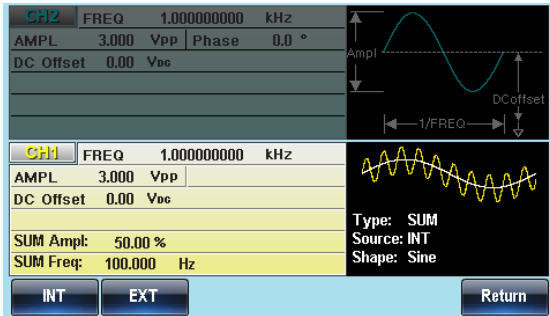 CH2 FREQ 1.000000000 kHz
AMPL 3.000 Vpp Phase 0.0 °
DC Offset 0.00 VDC
Ampl
DCoffset
1/FREQ
CH1 FREQ 1.000000000 kHz
AMPL 3.000 Vpp
DC Offset 0.00 VDC
SUM Ampl: 50.00 %
SUM Freq: 100.000 Hz
Type: SUM
Source: INT
Shape: Sine
INT EXT Return